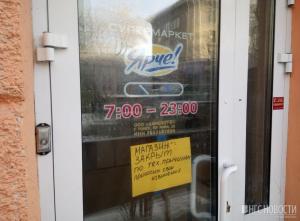 СУПЕРМАРКЕТ
Ярче!
7:00 – 23:00
МАГАЗИН
ЗАКРЫТ
ПО ТЕХ. ПРИЧИНАМ
ПРИНОСИМ СВОИ
ИЗВИНЕНИЯ
НГС НОВОСТИ